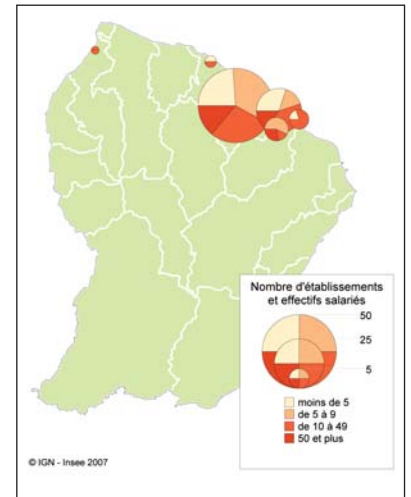 Nombre d'établissements
et effectifs salariés
50
25
5
moins de 5
de 5 à 9
de 10 à 49
50 et plus
© IGN - Insee 2007